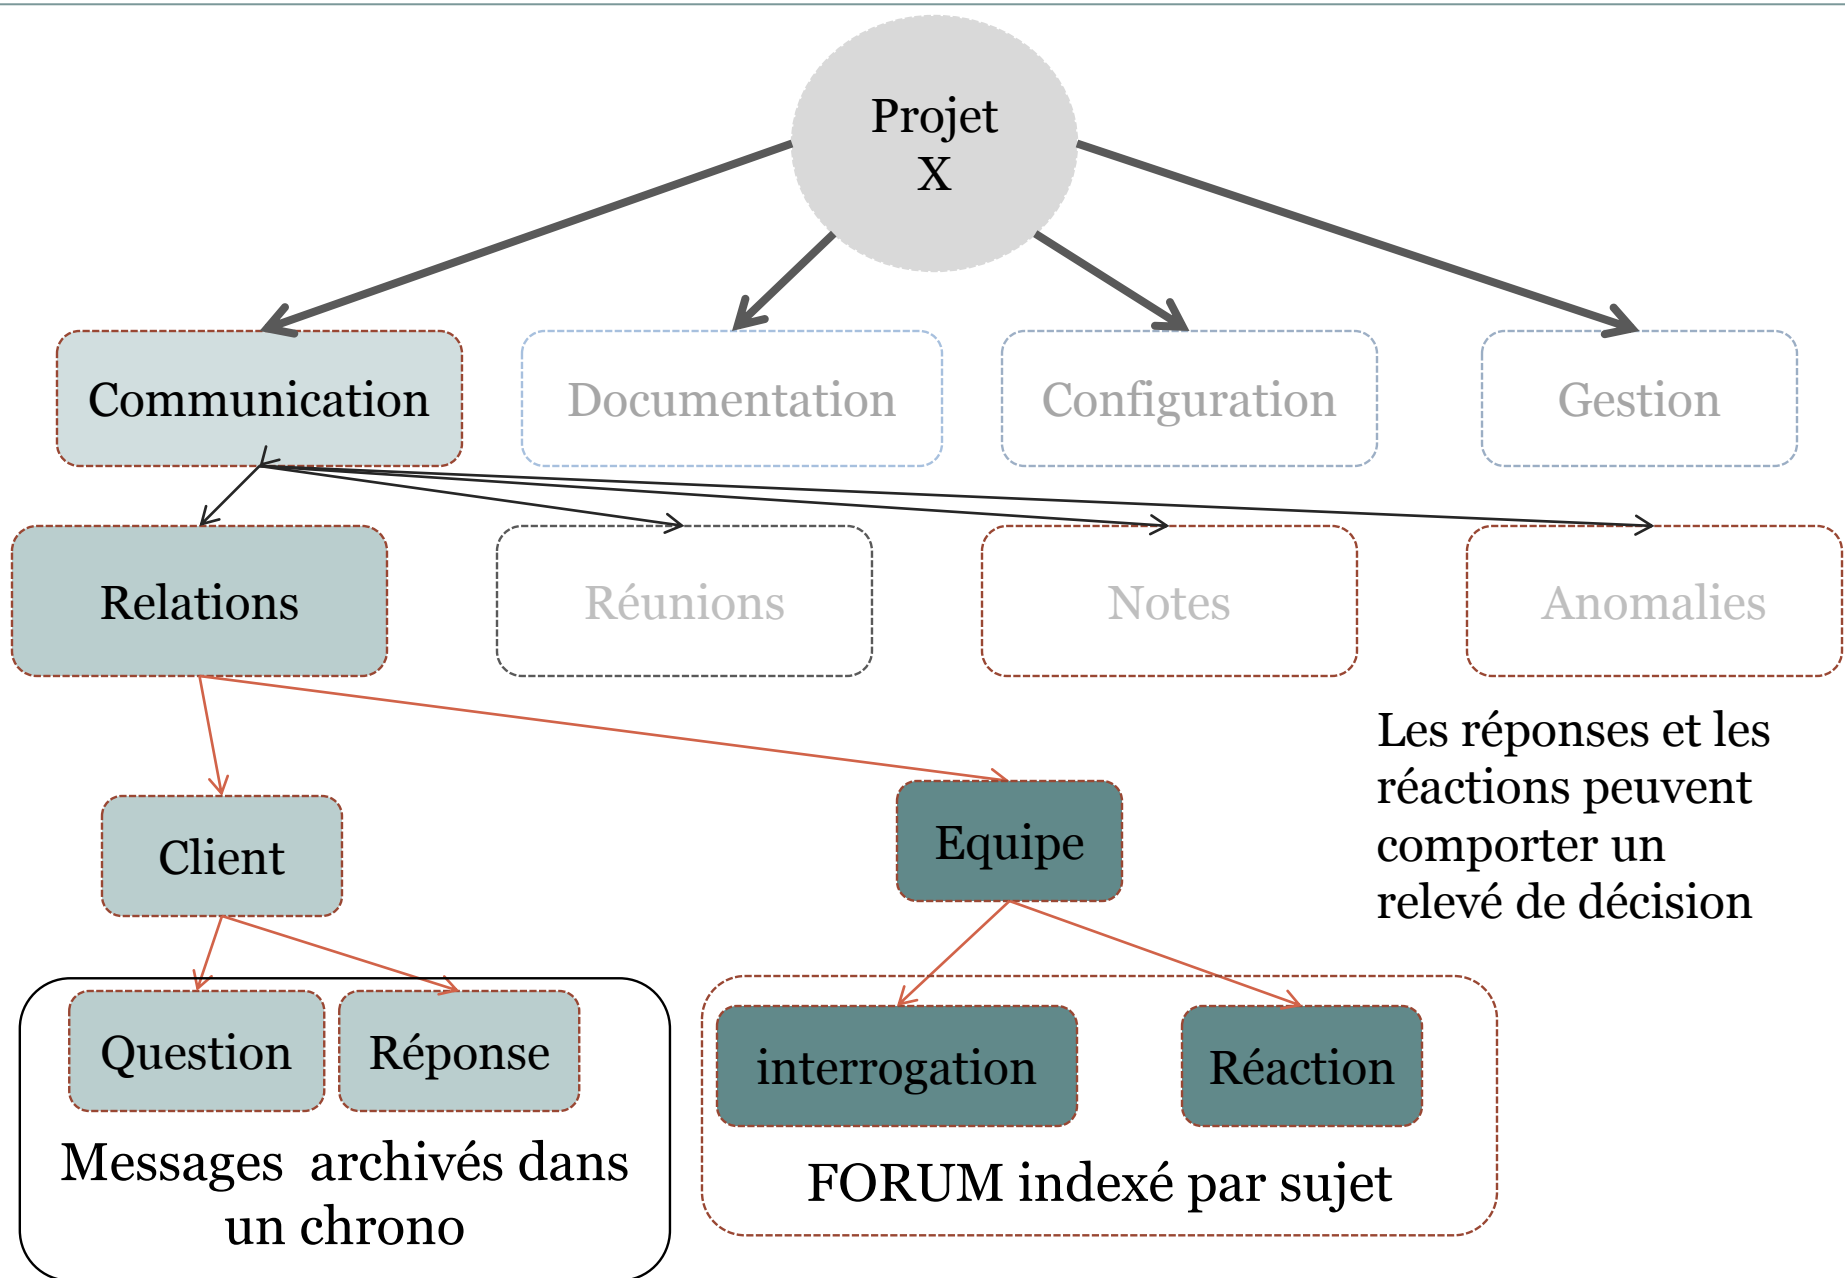 Projet
X
Communication
Documentation
Configuration
Gestion
Relations
Réunions
Notes
Anomalies
Les réponses et les
réactions peuvent
comporter un
relevé de décision
Client
Equipe
Question
Réponse
interrogation
Réaction
Messages  archivés dans
un chrono
FORUM indexé par sujet